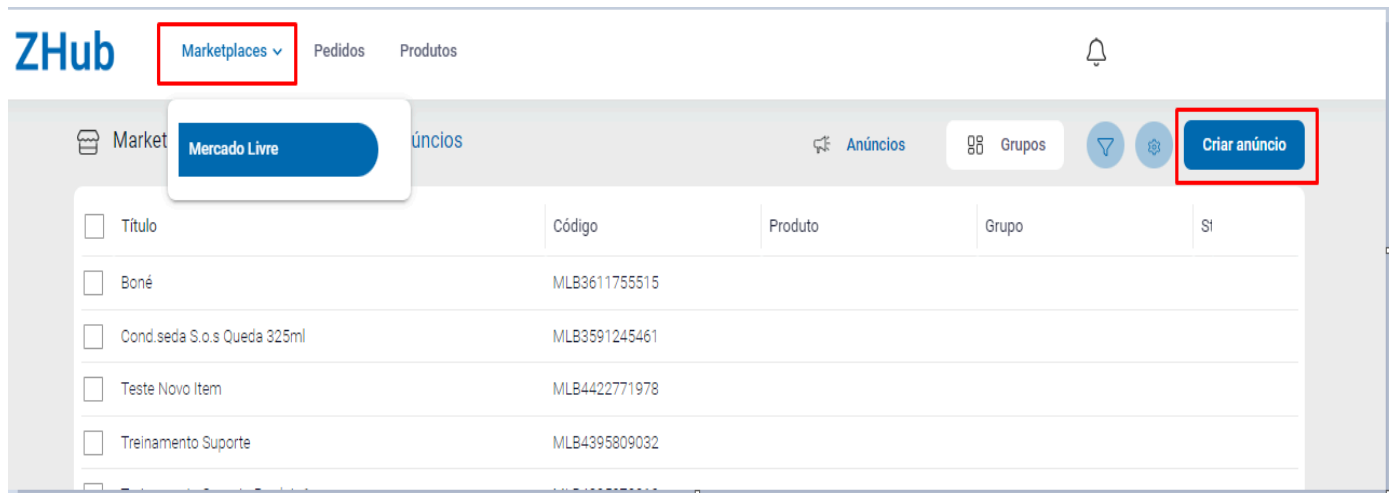 ZHub Marketplaces Pedidos Produtos
Mercado Livre
Market úncios Anúncios Grupos Criar anúncio
Título Código Produto Grupo St
Boné MLB3611755515
Cond.seda S.o.s Queda 325ml MLB3591245461
Teste Novo Item MLB4422771978
Treinamento Suporte MLB4395809032